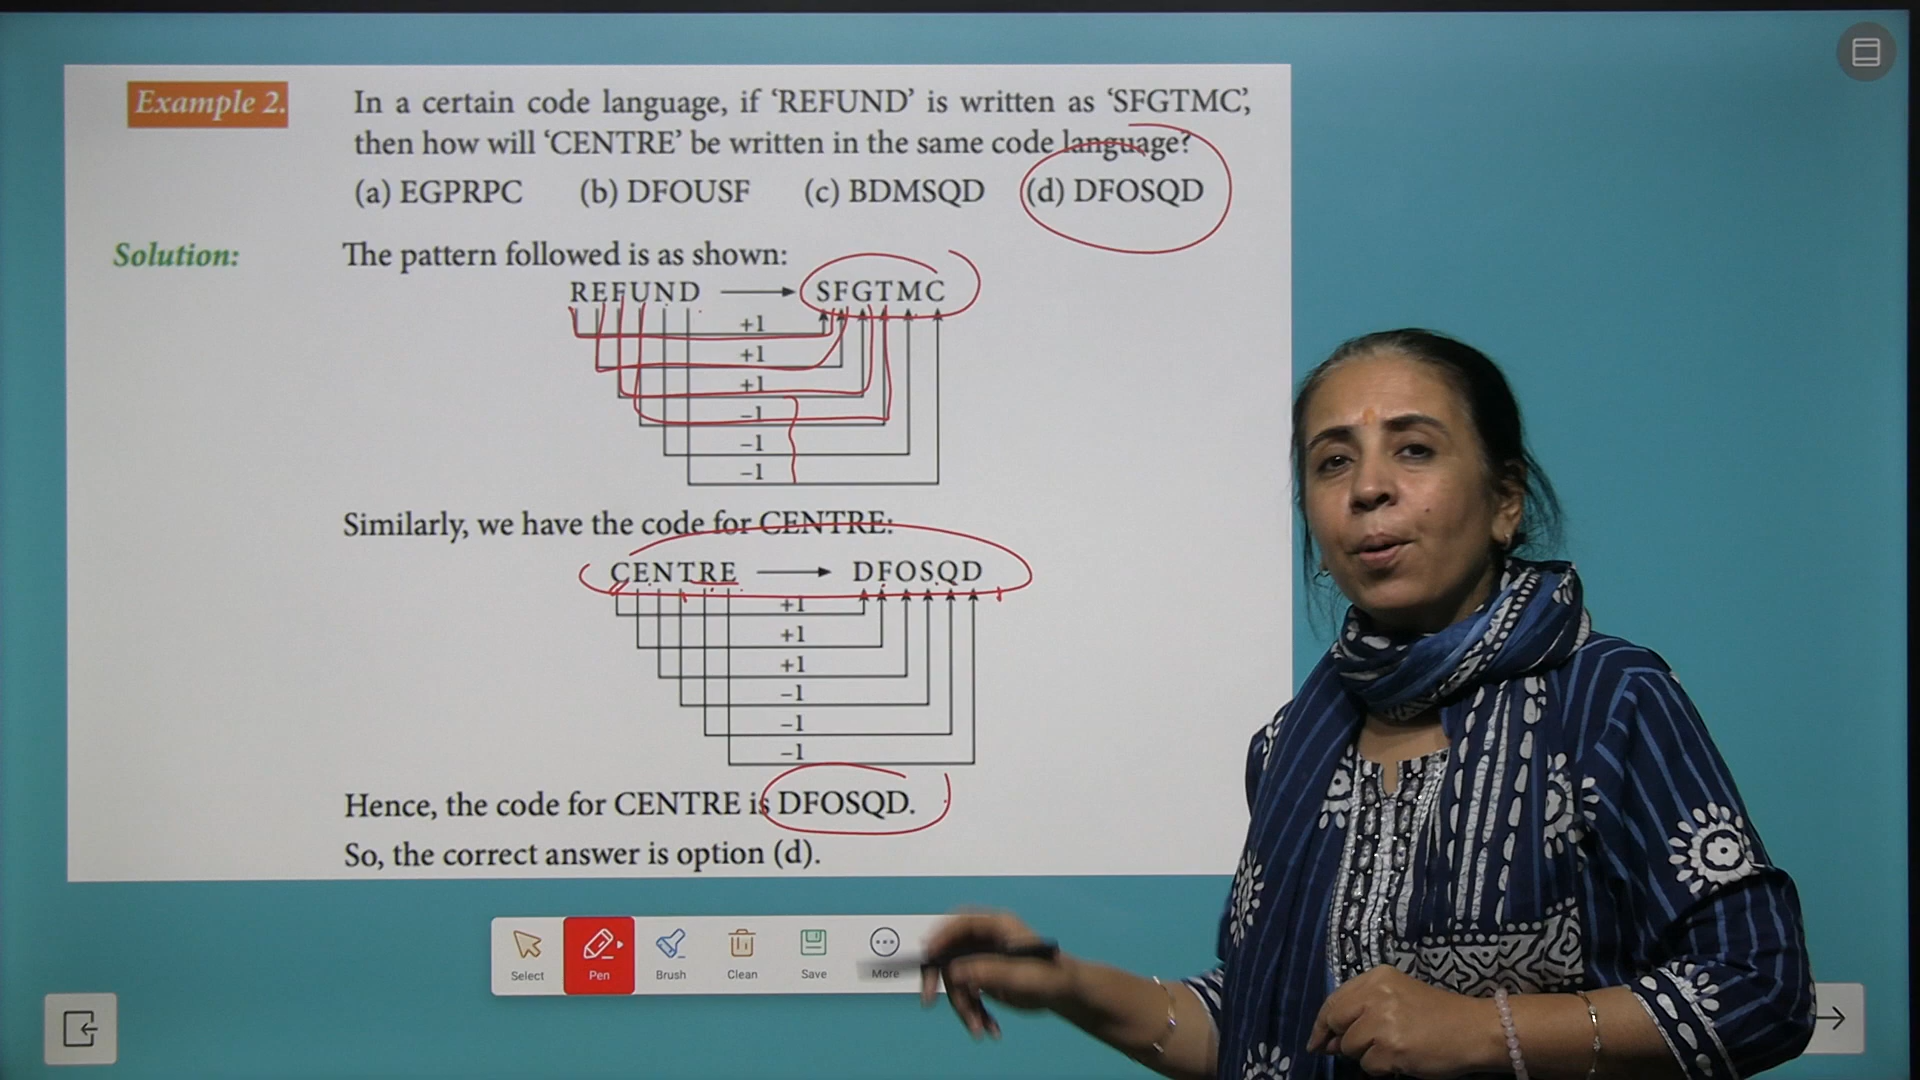 Example 2. In a certain code language, if ‘REFUND’ is written as ‘SFGTMC’,
then how will ‘CENTRE’ be written in the same code language?
(a) EGPRPC (b) DFOUSF (c) BDMSQD (d) DFOSQD
Solution: The pattern followed is as shown:
REFUND SFGTMC
+1
+1
+1
–1
–1
–1
Similarly, we have the code for CENTRE:
CENTRE DFOSQD
+1
+1
+1
–1
–1
–1
Hence, the code for CENTRE is DFOSQD.
So, the correct answer is option (d).
Select Pen Brush Clean Save More